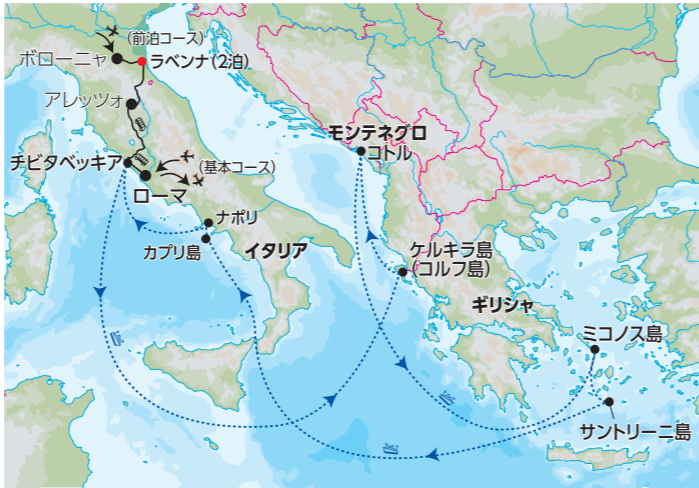 (前泊コース)
ボローニャ
ラベンナ(2泊)
アレッツォ
チビタベッキア
(基本コース)
ローマ
ナポリ
カプリ島
イタリア
モンテネグロ
コトル
ケルキラ島
(コルフ島)
ギリシャ
ミコノス島
サントリーニ島